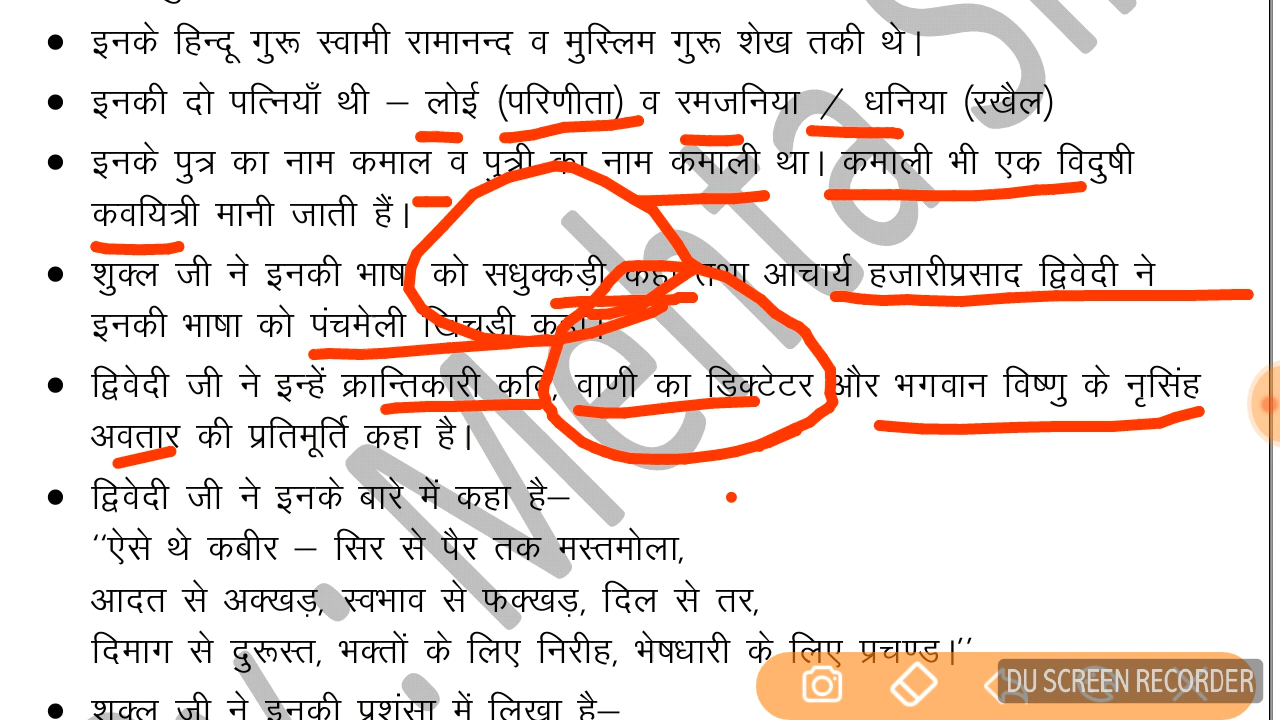 ● इनके हिन्दू गुरू स्वामी रामानन्द व मुस्लिम गुरू शेख तकी थे।
● इनकी दो पत्नियाँ थी – लोई (परिणीता) व रमजनिया / धनिया (रखैल)
● इनके पुत्र का नाम कमाल व पुत्री का नाम कमाली था। कमाली भी एक विदुषी
कवयित्री मानी जाती हैं।
● शुक्ल जी ने इनकी भाषा को सधुक्कड़ी कहा तथा आचार्य हजारीप्रसाद द्विवेदी ने
इनकी भाषा को पंचमेली खिचड़ी कहा।
● द्विवेदी जी ने इन्हें क्रान्तिकारी कवि, वाणी का डिक्टेटर और भगवान विष्णु के नृसिंह
अवतार की प्रतिमूर्ति कहा है।
● द्विवेदी जी ने इनके बारे में कहा है–
‘‘ऐसे थे कबीर – सिर से पैर तक मस्तमोला,
आदत से अक्खड़, स्वभाव से फक्खड़, दिल से तर,
दिमाग से दुरूस्त, भक्तों के लिए निरीह, भेषधारी के लिए प्रचण्ड।’’
● शुक्ल जी ने इनकी प्रशंसा में लिखा है–
: Mehta
DU SCREEN RECORDER